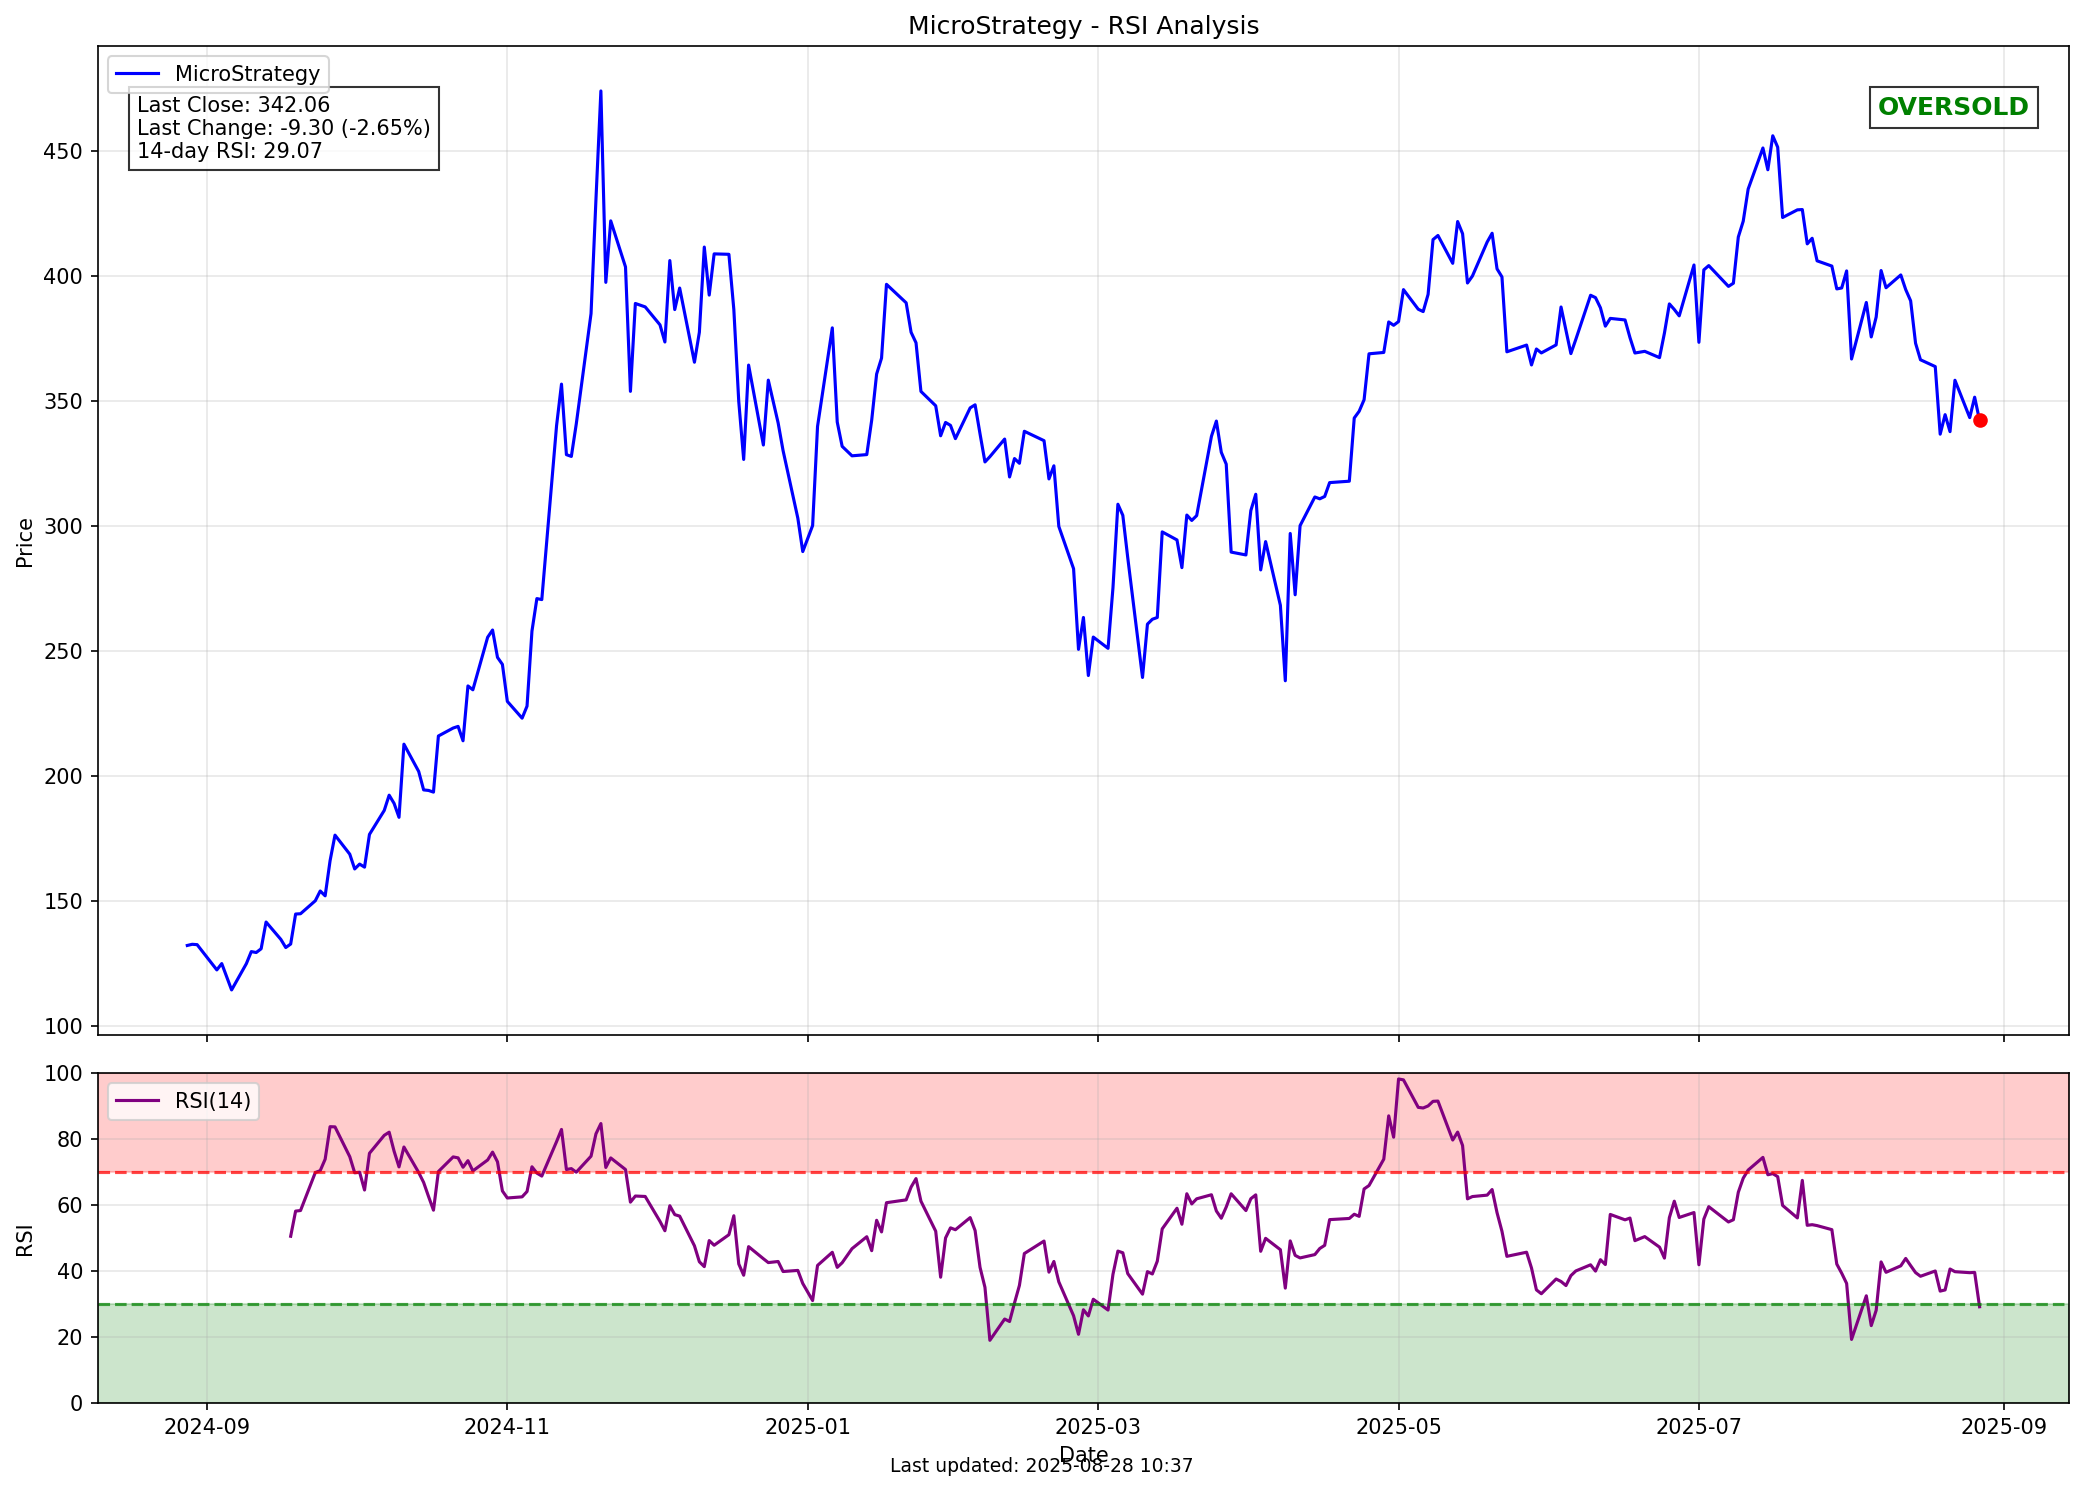 MicroStrategy - RSI Analysis
MicroStrategy
Last Close: 342.06
Last Change: -9.30 (-2.65%)
14-day RSI: 29.07
OVERSOLD
Price
450
400
350
300
250
200
150
100
RSI(14)
RSI
100
80
60
40
20
0
2024-09 2024-11 2025-01 2025-03 2025-05 2025-07 2025-09
Date
Last updated: 2025-08-28 10:37